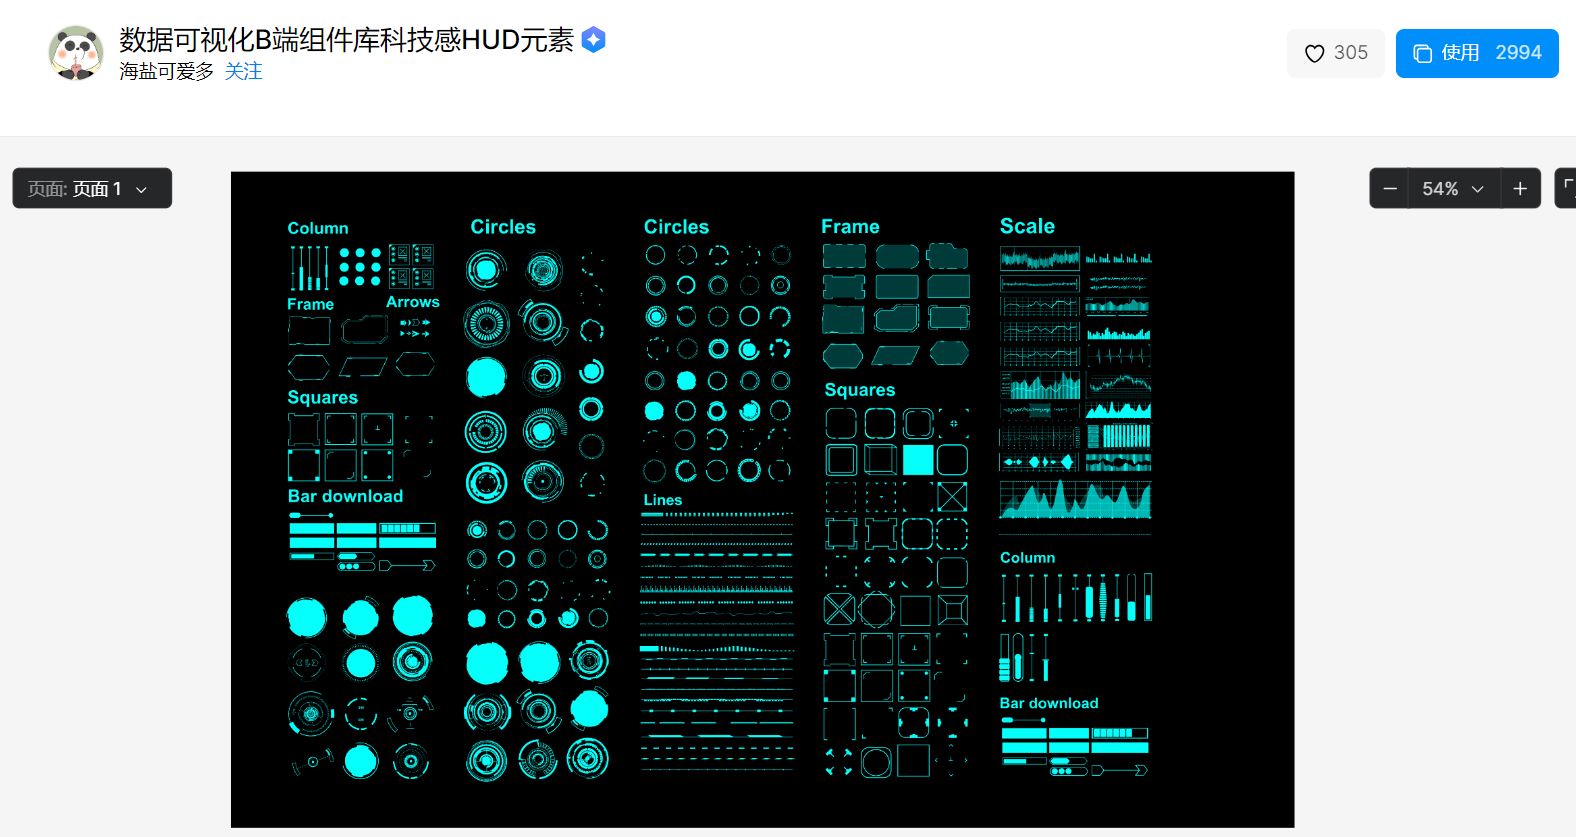 数据可视化B端组件库科技感HUD元素
海盐可爱多 关注
305
使用 2994
页面: 页面 1
54%
Column
Frame
Arrows
Squares
Bar download
Circles
Circles
Lines
Frame
Squares
Scale
Column
Bar download